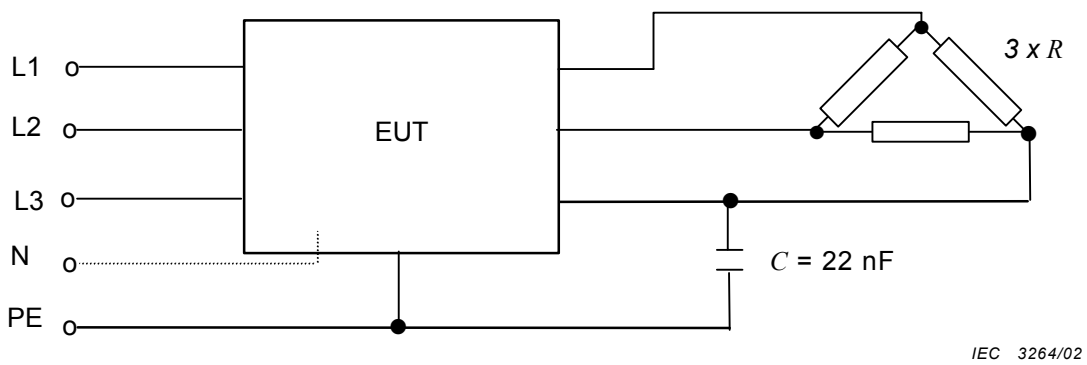 3 x R
L1 o
L2 o
EUT
L3 o
N o
C = 22 nF
PE o
IEC 3264/02